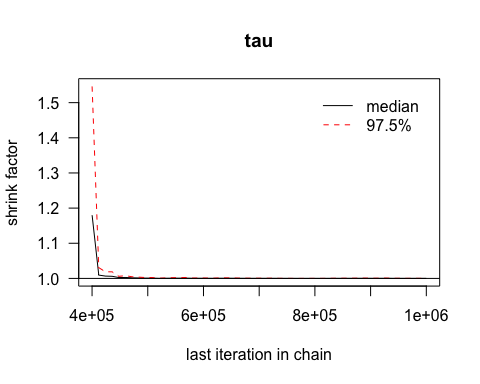 tau
median
97.5%
shrink factor
1.5
1.4
1.3
1.2
1.1
1.0
4e+05 6e+05 8e+05 1e+06
last iteration in chain